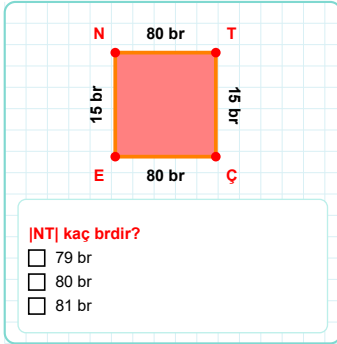 N 80 br T
15 br
15 br
E 80 br Ç
|NT| kaç brdir?
79 br
80 br
81 br